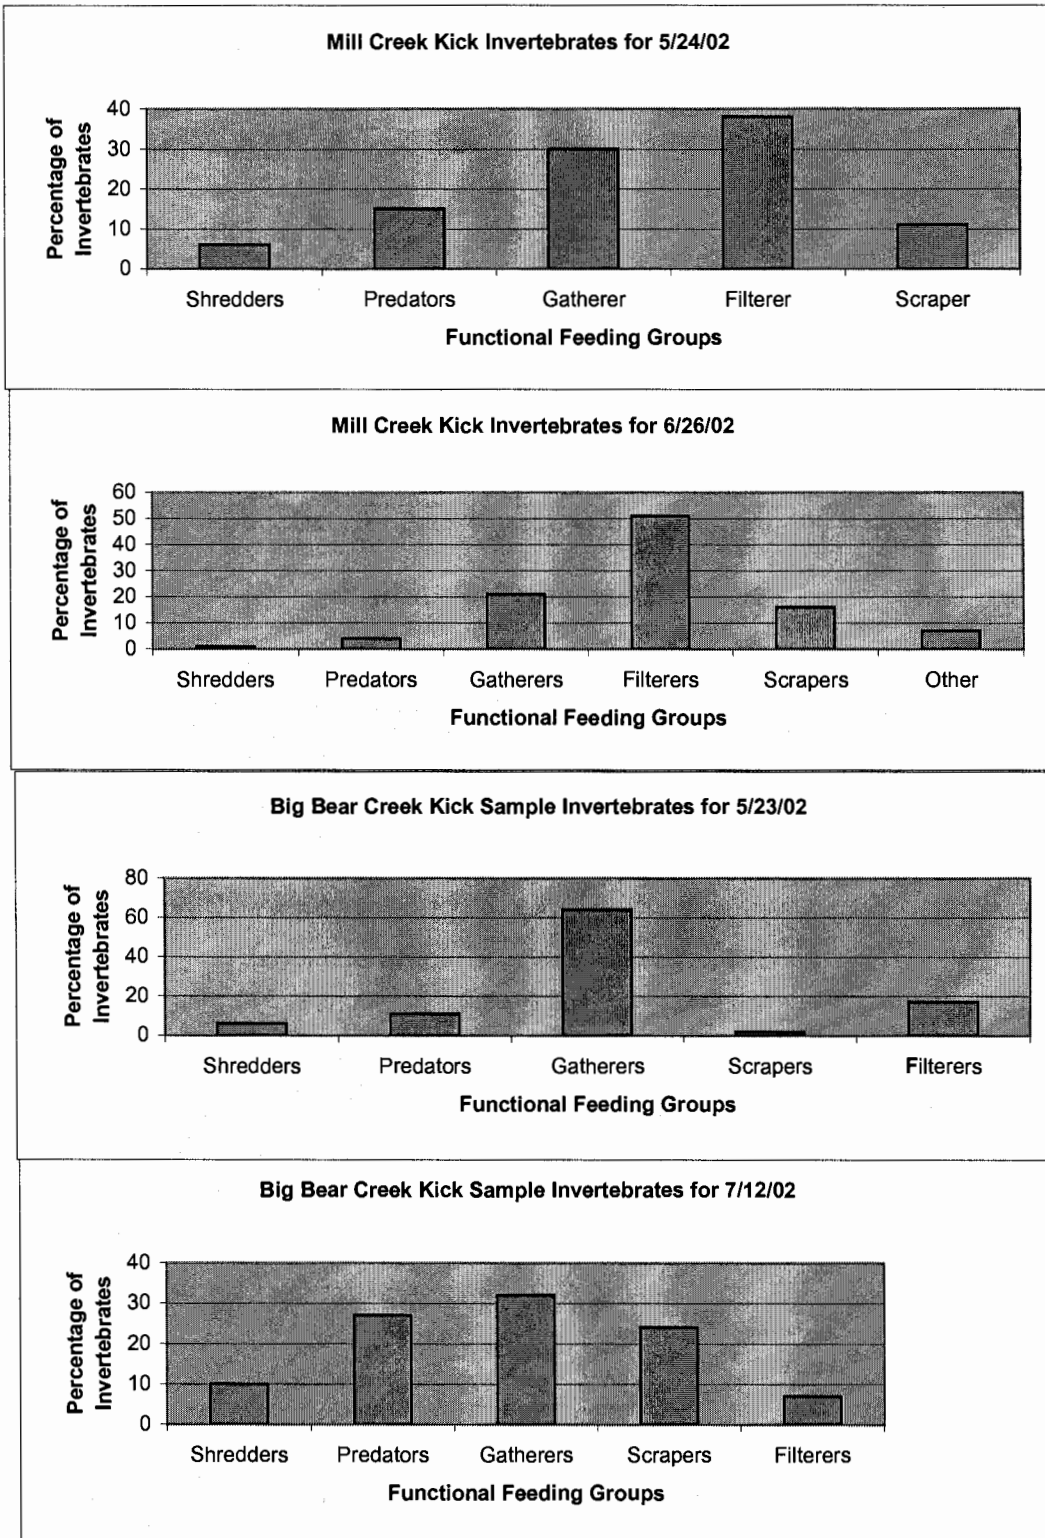 Mill Creek Kick Invertebrates for 5/24/02
Percentage of
Invertebrates
40
30
20
10
0
Shredders Predators Gatherer Filterer Scraper
Functional Feeding Groups
Mill Creek Kick Invertebrates for 6/26/02
Percentage of
Invertebrates
60
50
40
30
20
10
0
Shredders Predators Gatherers Filterers Scrapers Other
Functional Feeding Groups
Big Bear Creek Kick Sample Invertebrates for 5/23/02
Percentage of
Invertebrates
80
60
40
20
0
Shredders Predators Gatherers Scrapers Filterers
Functional Feeding Groups
Big Bear Creek Kick Sample Invertebrates for 7/12/02
Percentage of
Invertebrates
40
30
20
10
0
Shredders Predators Gatherers Scrapers Filterers
Functional Feeding Groups